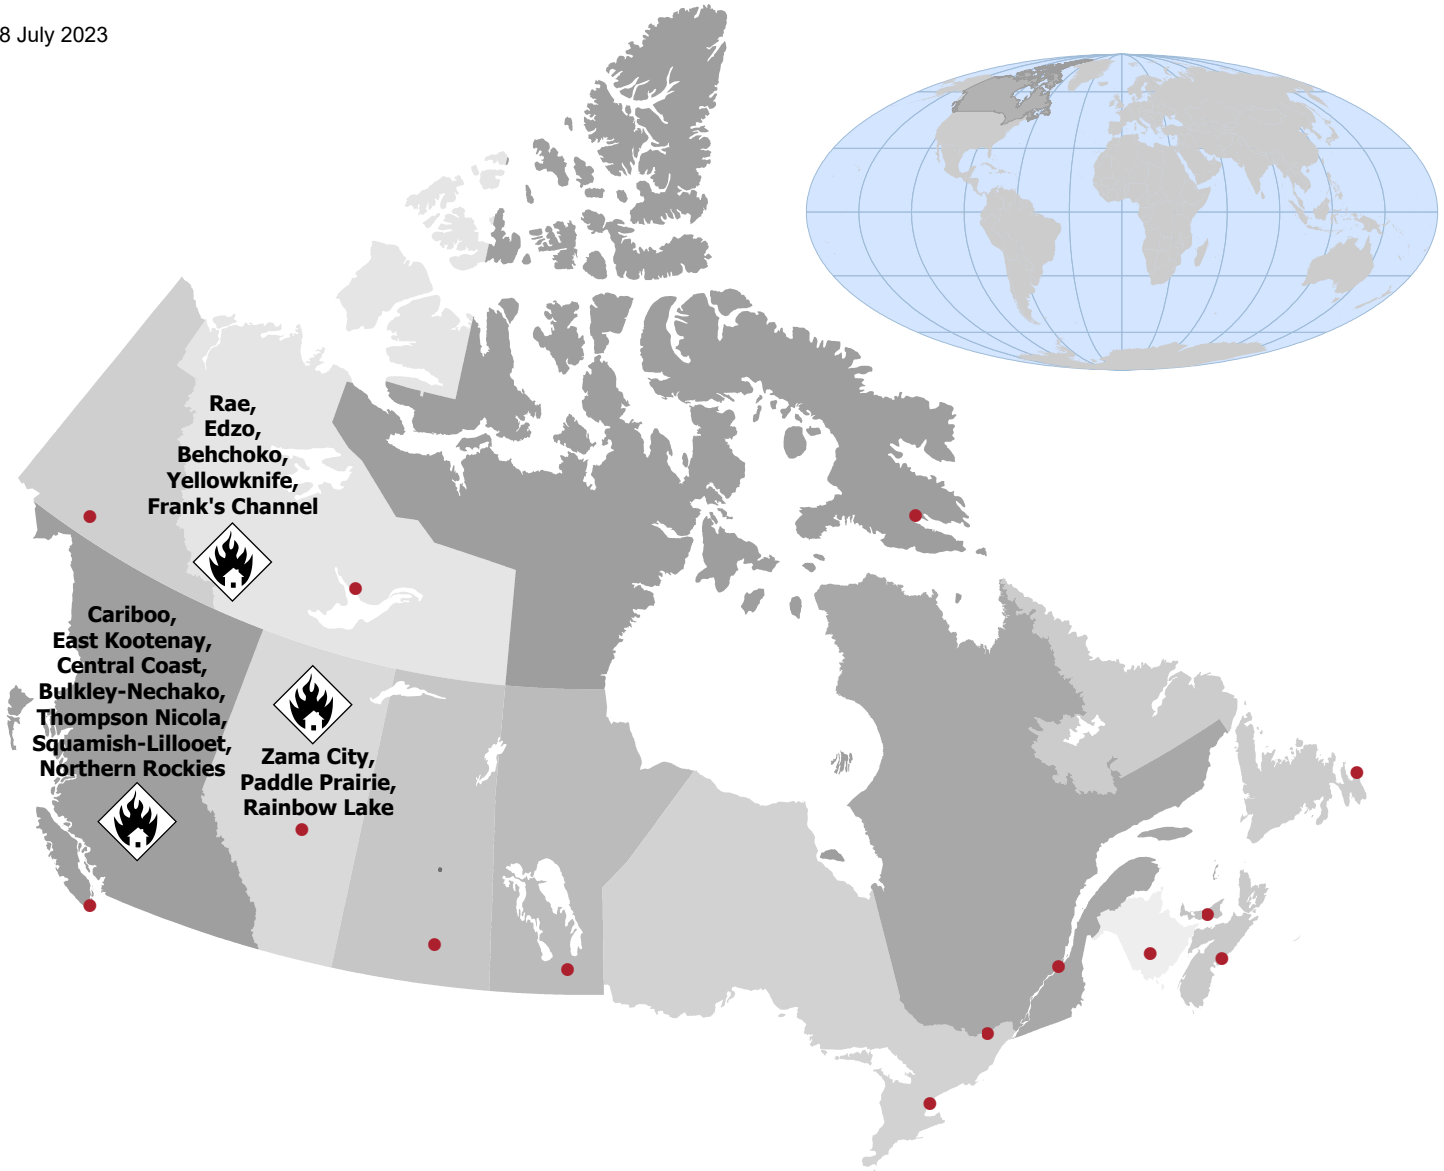 8 July 2023
Rae,
Edzo,
Behchoko,
Yellowknife,
Frank's Channel
Cariboo,
East Kootenay,
Central Coast,
Bulkley-Nechako,
Thompson Nicola,
Squamish-Lillooet,
Northern Rockies
Zama City,
Paddle Prairie,
Rainbow Lake